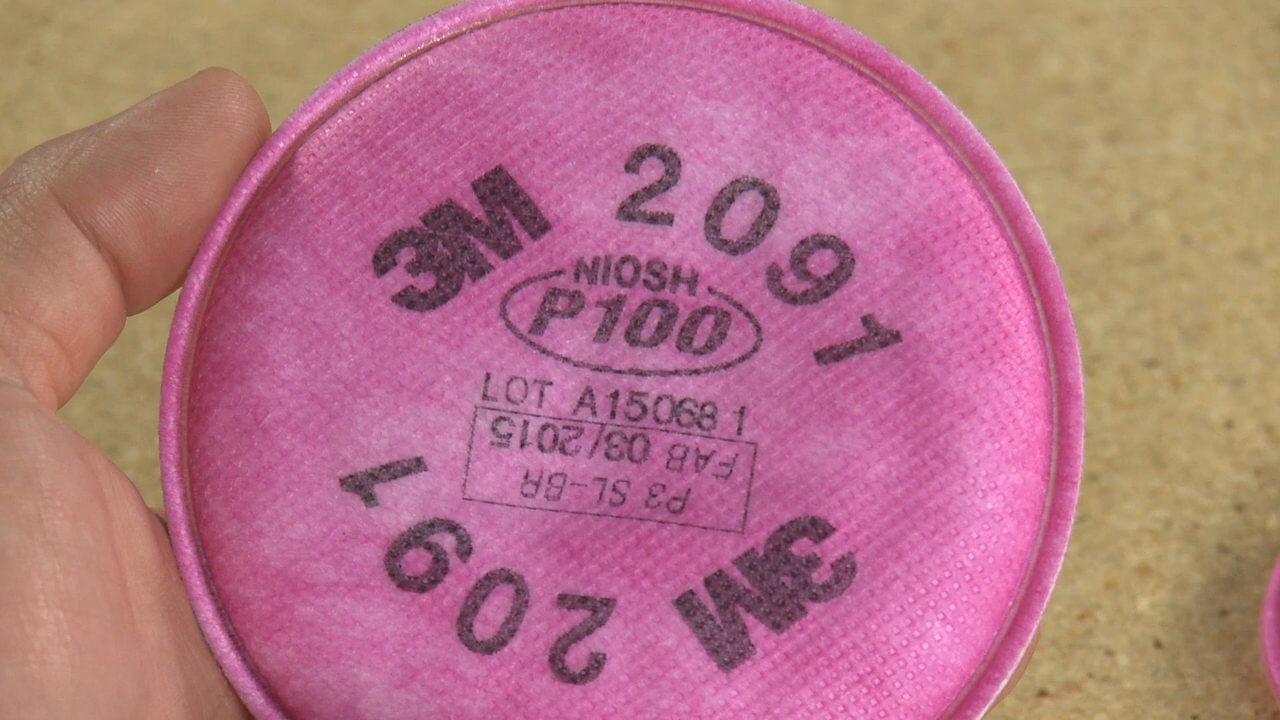 3M 2091
NIOSH
P100
LOT A15068 1
P3 SL-BR
FAB 03/2015
3M 2091